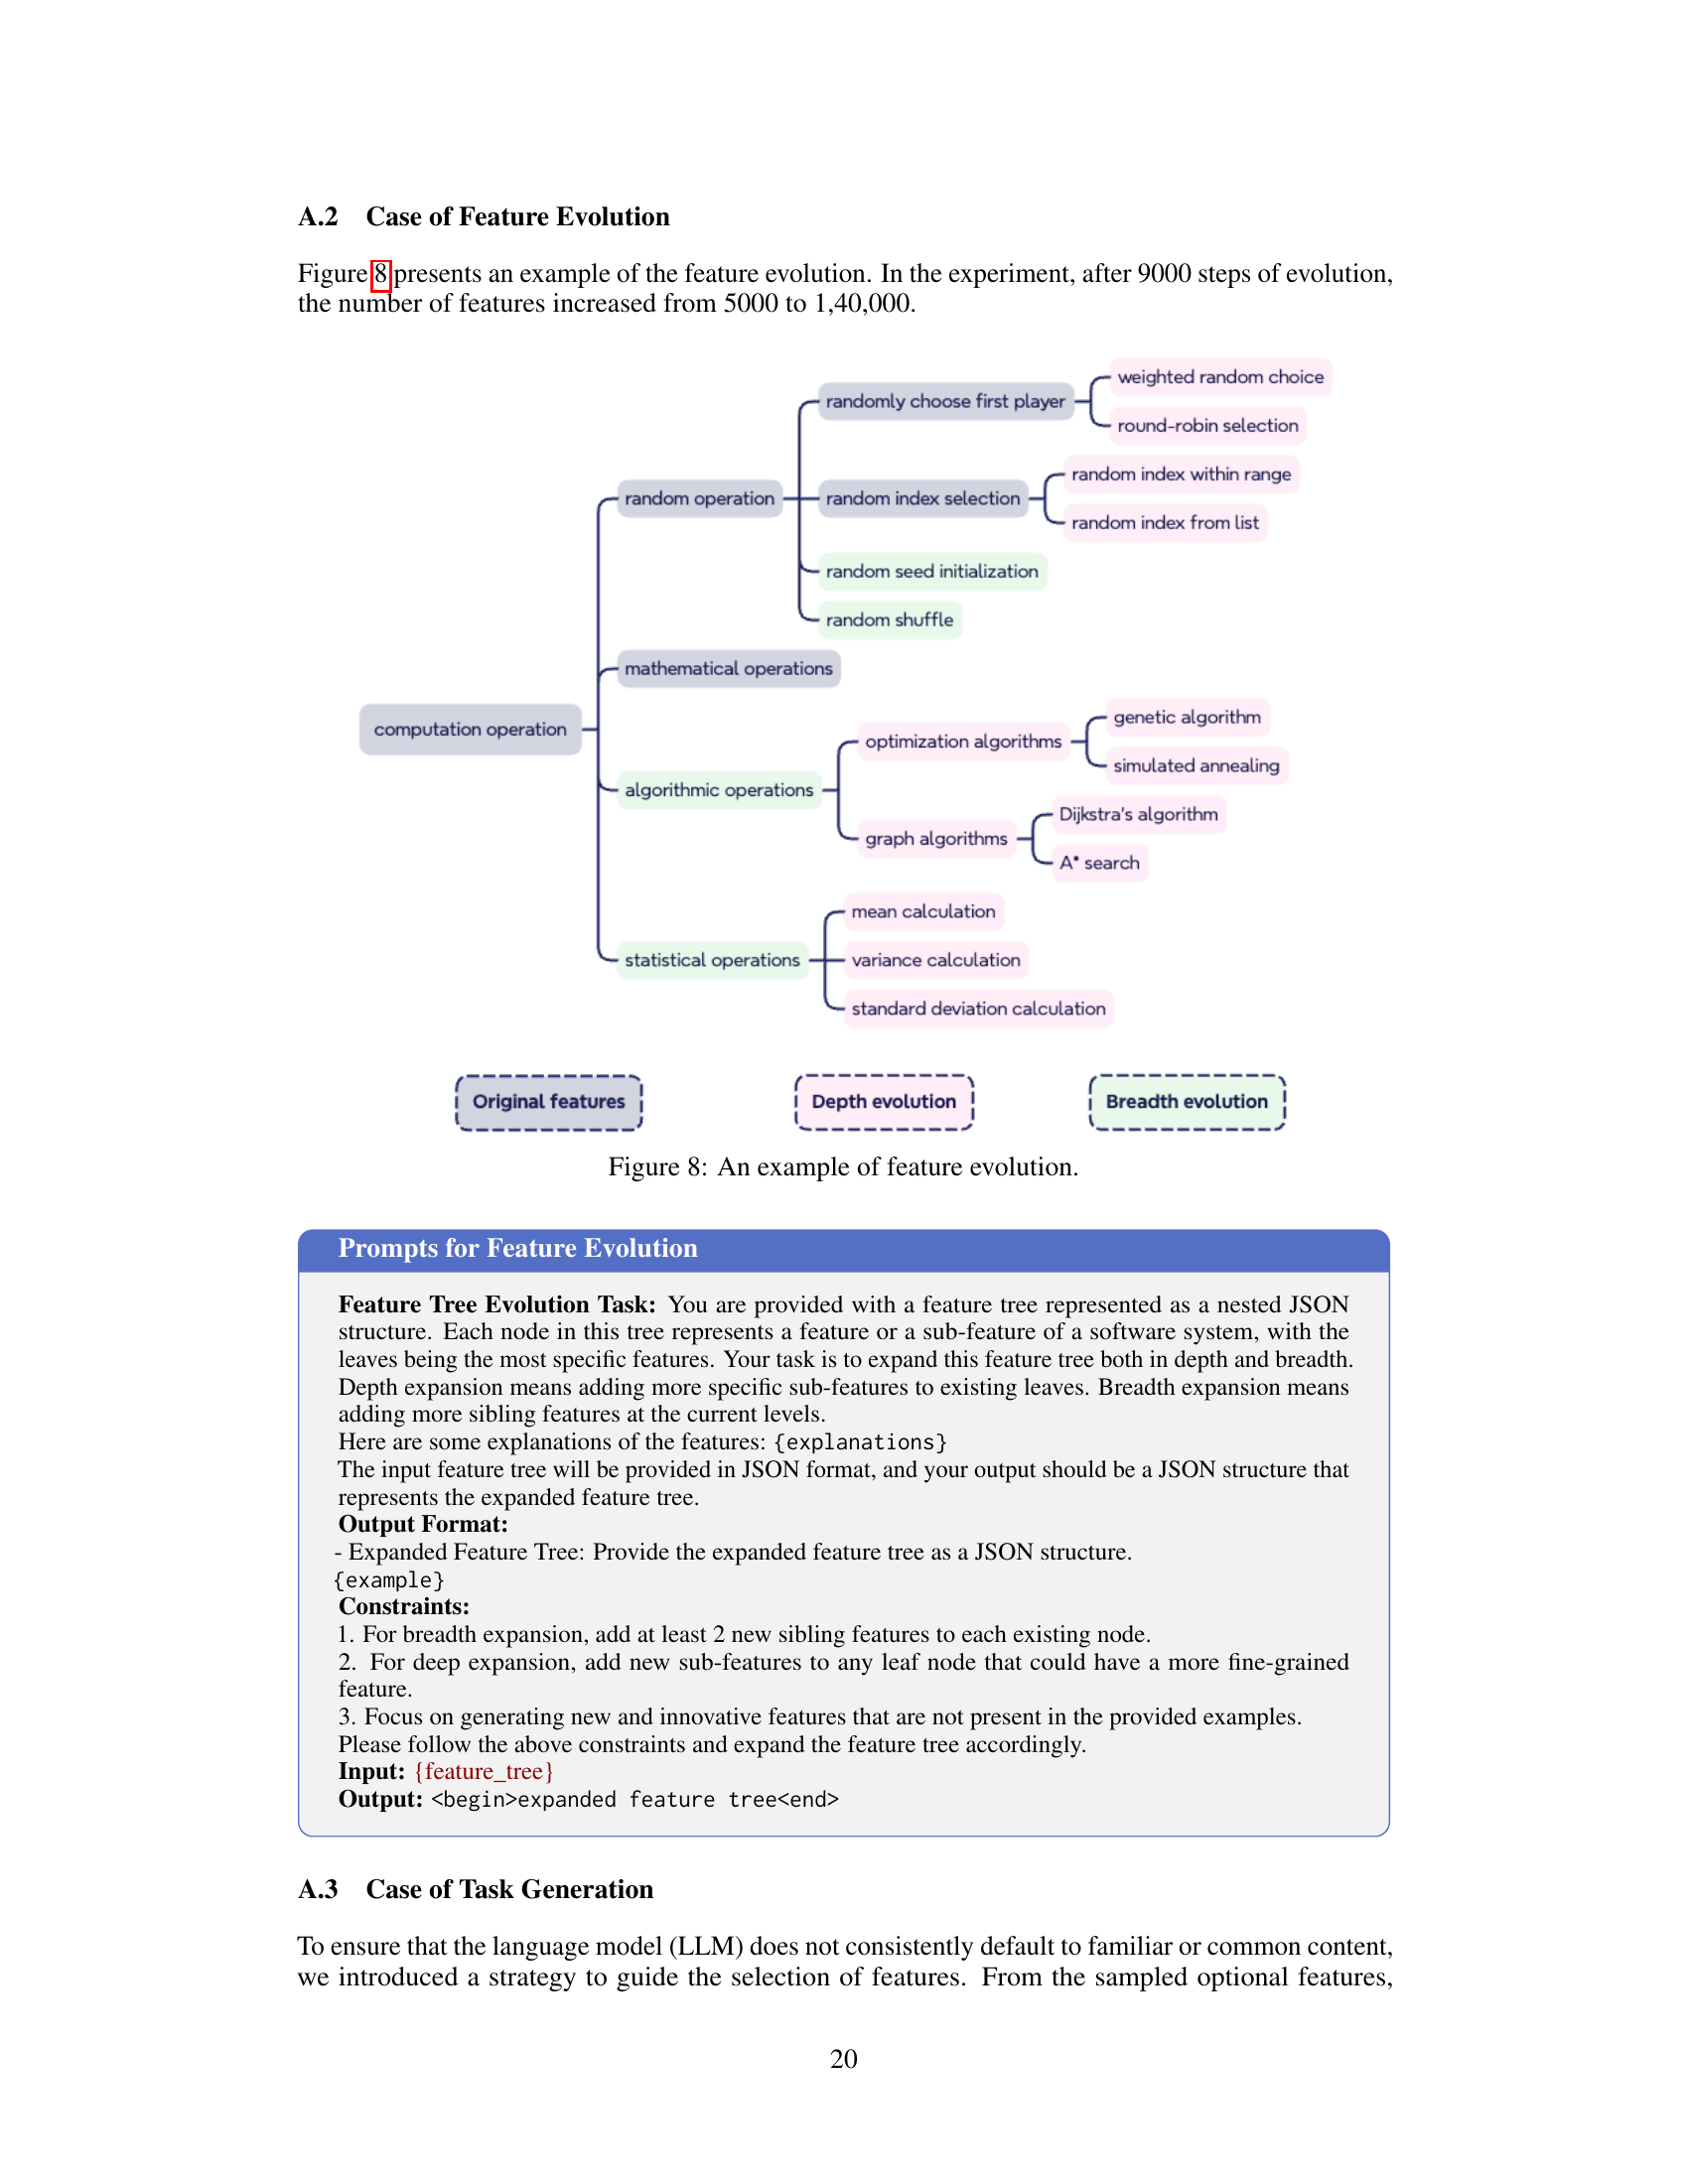 A.2 Case of Feature Evolution
Figure 8 presents an example of the feature evolution. In the experiment, after 9000 steps of evolution,
the number of features increased from 5000 to 1,40,000.
weighted random choice
randomly choose first player
round-robin selection
random index within range
random operation
random index selection
random index from list
random seed initialization
random shuffle
mathematical operations
genetic algorithm
computation operation
optimization algorithms
simulated annealing
algorithmic operations
Dijkstra's algorithm
graph algorithms
A* search
mean calculation
statistical operations
variance calculation
standard deviation calculation
Original features
Depth evolution
Breadth evolution
Figure 8: An example of feature evolution.
Prompts for Feature Evolution
Feature Tree Evolution Task: You are provided with a feature tree represented as a nested JSON
structure. Each node in this tree represents a feature or a sub-feature of a software system, with the
leaves being the most specific features. Your task is to expand this feature tree both in depth and breadth.
Depth expansion means adding more specific sub-features to existing leaves. Breadth expansion means
adding more sibling features at the current levels.
Here are some explanations of the features: {explanations}
The input feature tree will be provided in JSON format, and your output should be a JSON structure that
represents the expanded feature tree.
Output Format:
- Expanded Feature Tree: Provide the expanded feature tree as a JSON structure.
{example}
Constraints:
1. For breadth expansion, add at least 2 new sibling features to each existing node.
2. For deep expansion, add new sub-features to any leaf node that could have a more fine-grained
feature.
3. Focus on generating new and innovative features that are not present in the provided examples.
Please follow the above constraints and expand the feature tree accordingly.
Input: {feature_tree}
Output: <begin>expanded feature tree<end>
A.3 Case of Task Generation
To ensure that the language model (LLM) does not consistently default to familiar or common content,
we introduced a strategy to guide the selection of features. From the sampled optional features,
20